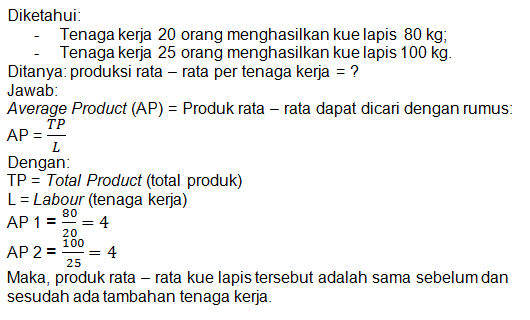 Diketahui:
- Tenaga kerja 20 orang menghasilkan kue lapis 80 kg;
- Tenaga kerja 25 orang menghasilkan kue lapis 100 kg.
Ditanya: produksi rata – rata per tenaga kerja = ?
Jawab:
Average Product (AP) = Produk rata – rata dapat dicari dengan rumus:
AP = TP/L
Dengan:
TP = Total Product (total produk)
L = Labour (tenaga kerja)
AP 1 = 80/20 = 4
AP 2 = 100/25 = 4
Maka, produk rata – rata kue lapis tersebut adalah sama sebelum dan
sesudah ada tambahan tenaga kerja.